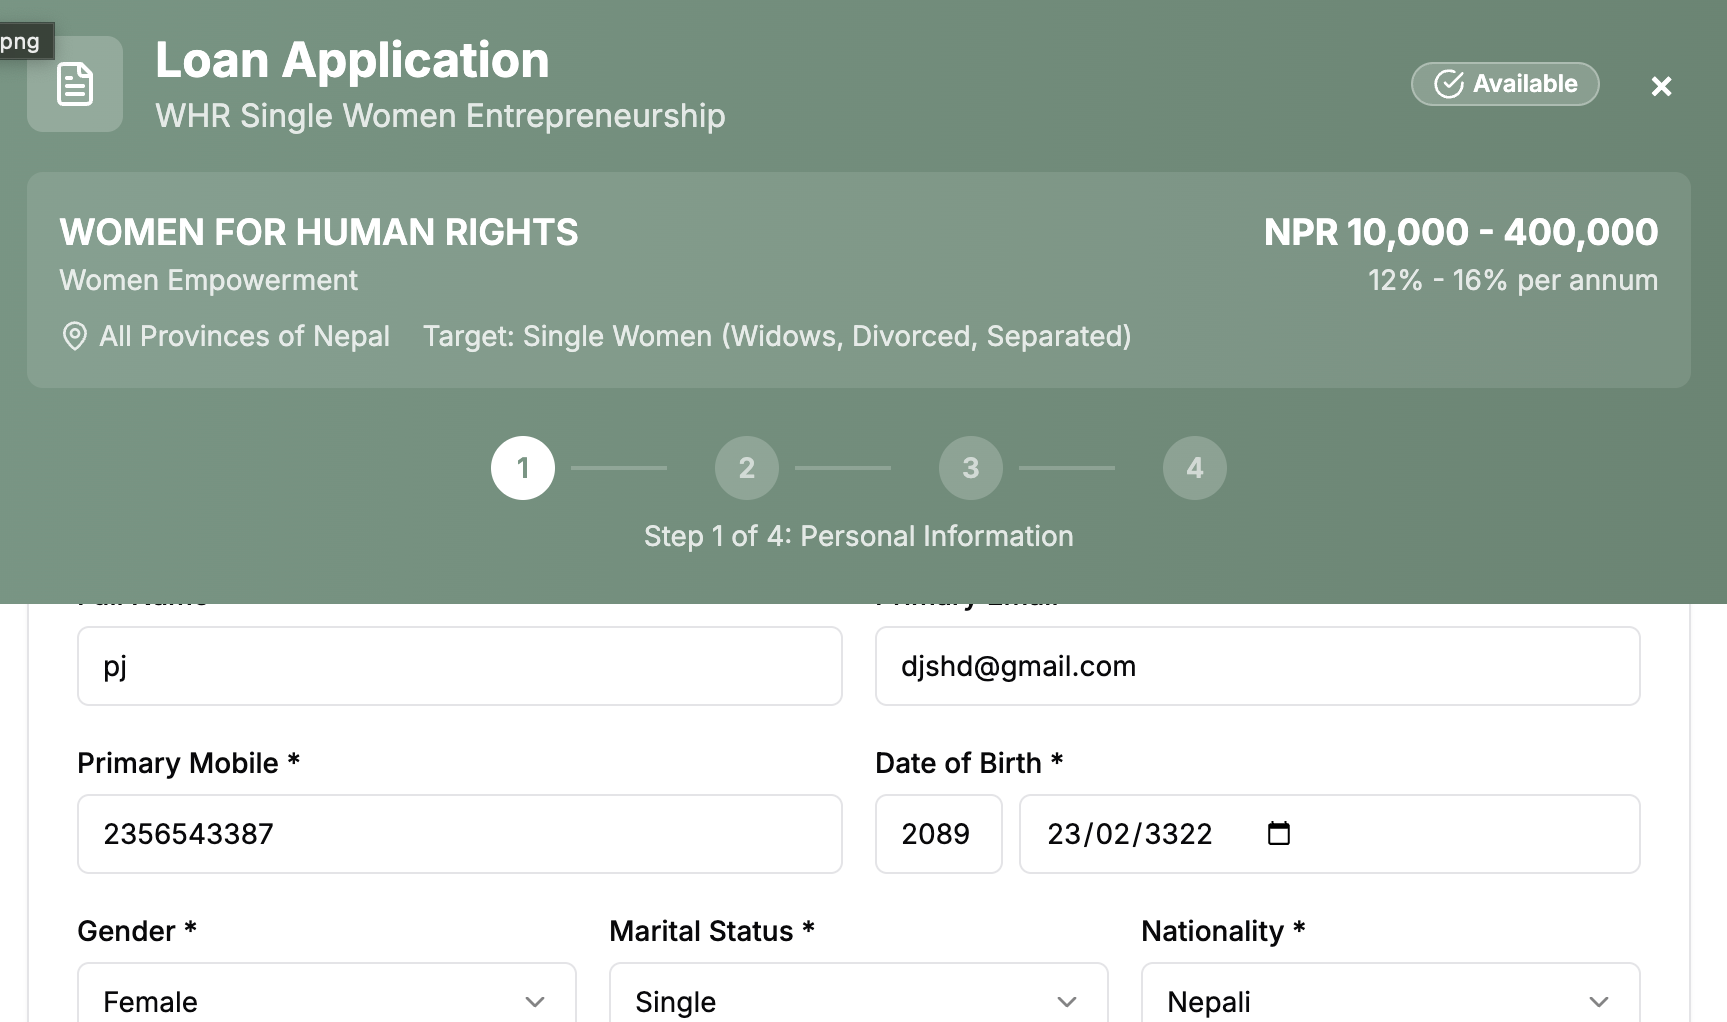 png
Loan Application
WHR Single Women Entrepreneurship
Available
WOMEN FOR HUMAN RIGHTS
NPR 10,000 - 400,000
Women Empowerment
12% - 16% per annum
All Provinces of Nepal Target: Single Women (Widows, Divorced, Separated)
1 2 3 4
Step 1 of 4: Personal Information
pj
djshd@gmail.com
Primary Mobile *
Date of Birth *
2356543387
2089 23/02/3322
Gender * Marital Status * Nationality *
Female Single Nepali